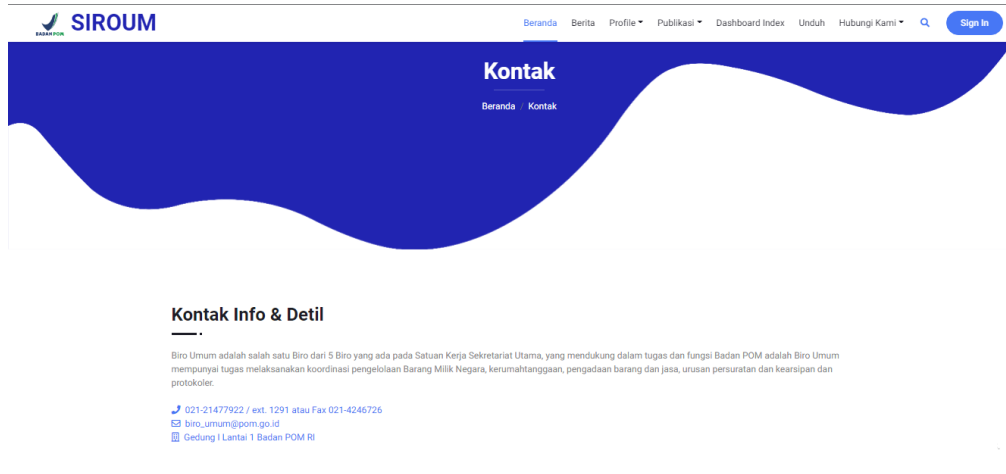 BADAN POM
SIROUM
Beranda Berita Profile Publikasi Dashboard Index Unduh Hubungi Kami Sign In
Kontak
Beranda / Kontak
Kontak Info & Detil
Biro Umum adalah salah satu Biro dari 5 Biro yang ada pada Satuan Kerja Sekretariat Utama, yang mendukung dalam tugas dan fungsi Badan POM adalah Biro Umum
mempunyai tugas melaksanakan koordinasi pengelolaan Barang Milik Negara, kerumahtanggaan, pengadaan barang dan jasa, urusan persuratan dan kearsipan dan
protokoler.
021-21477922 / ext. 1291 atau Fax 021-4246726
biro_umum@pom.go.id
Gedung I Lantai 1 Badan POM RI